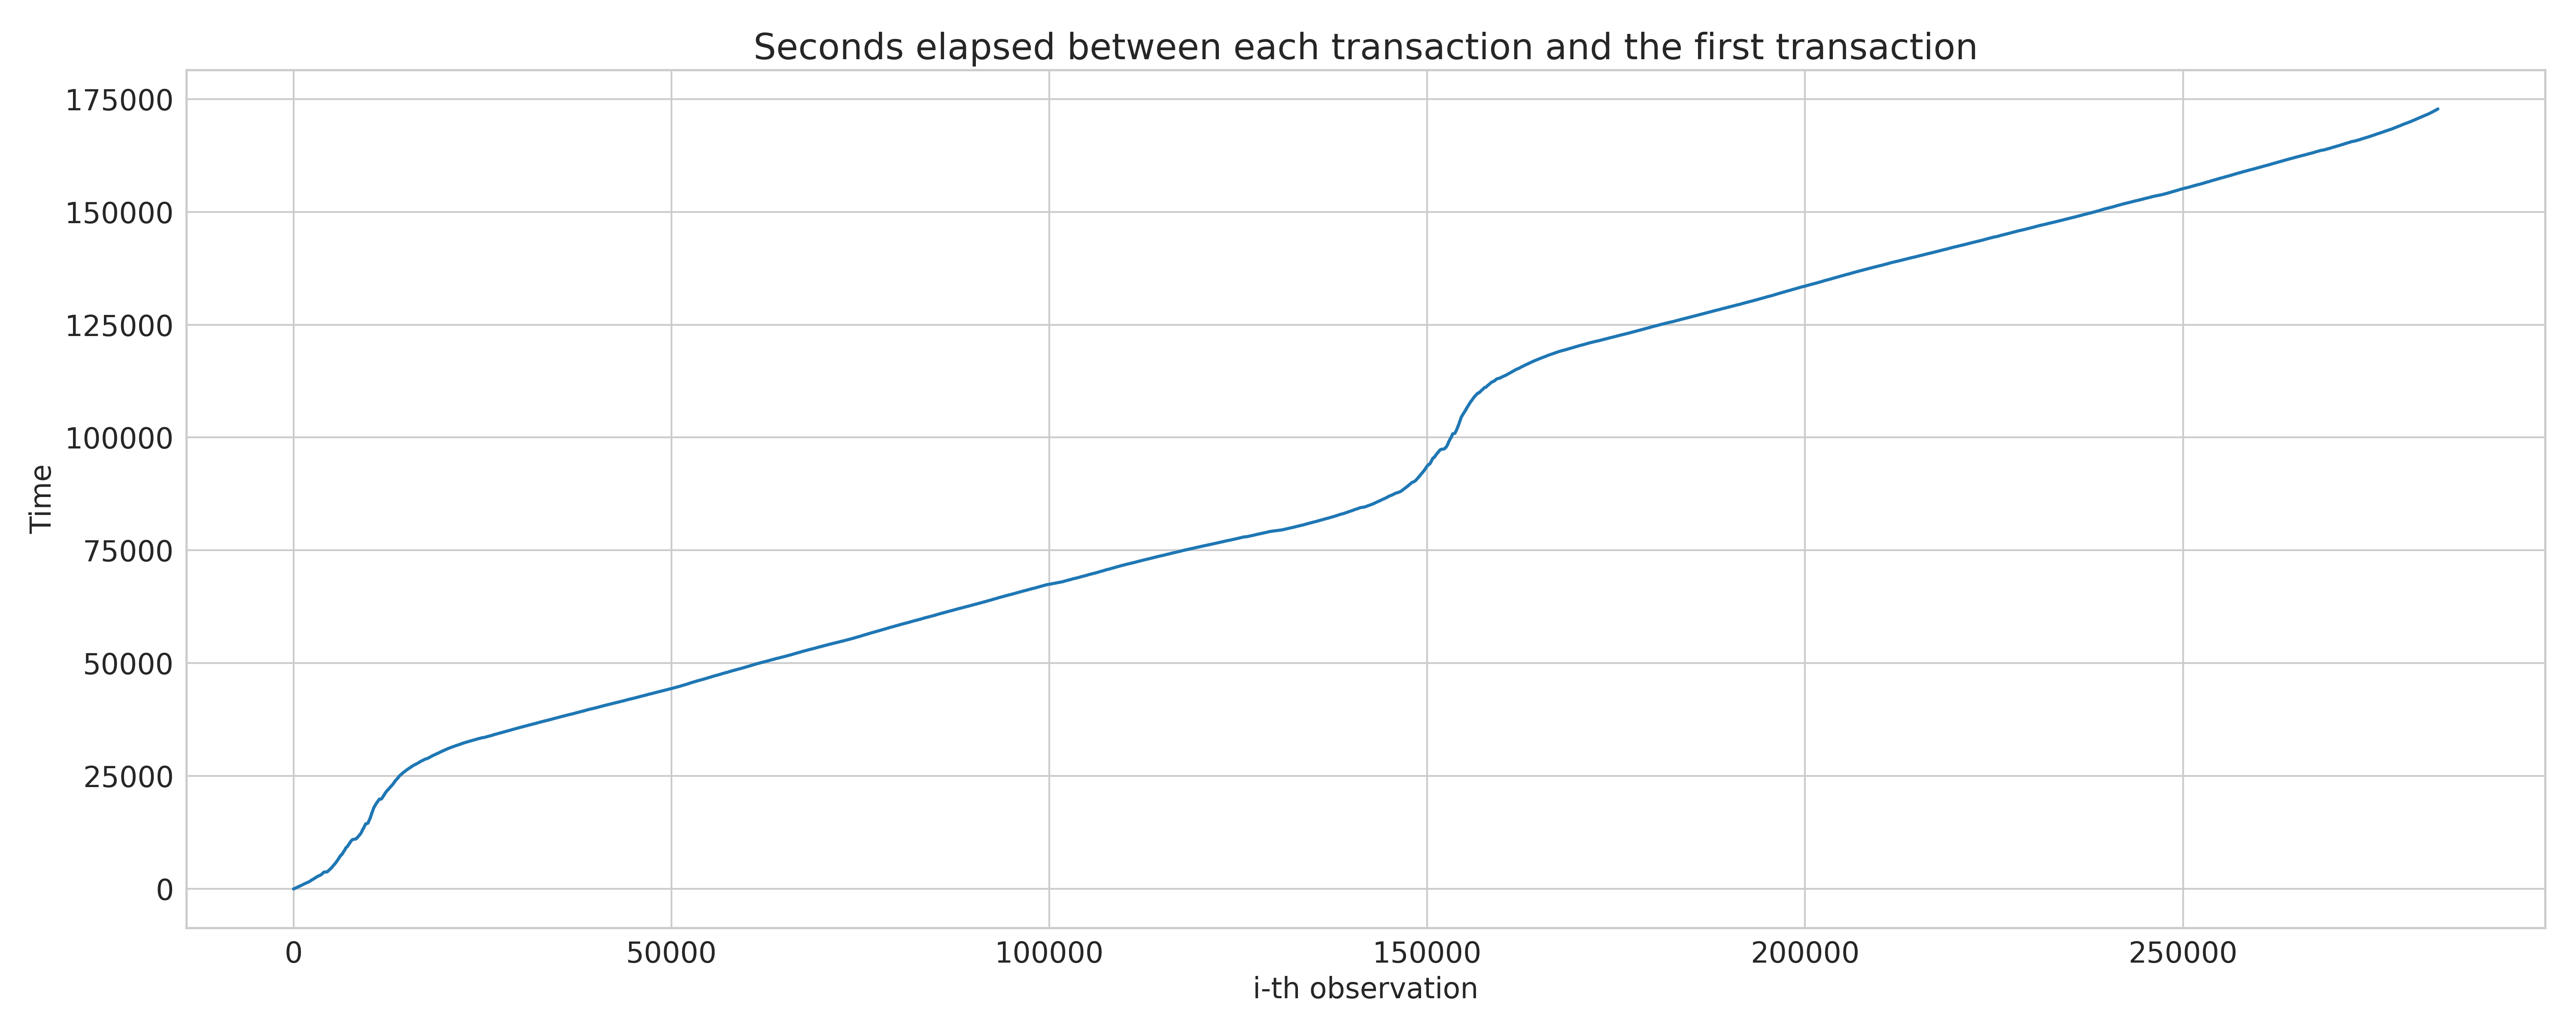 Seconds elapsed between each transaction and the first transaction
175000
150000
125000
100000
75000
50000
25000
0
Time
0 50000 100000 150000 200000 250000
i-th observation